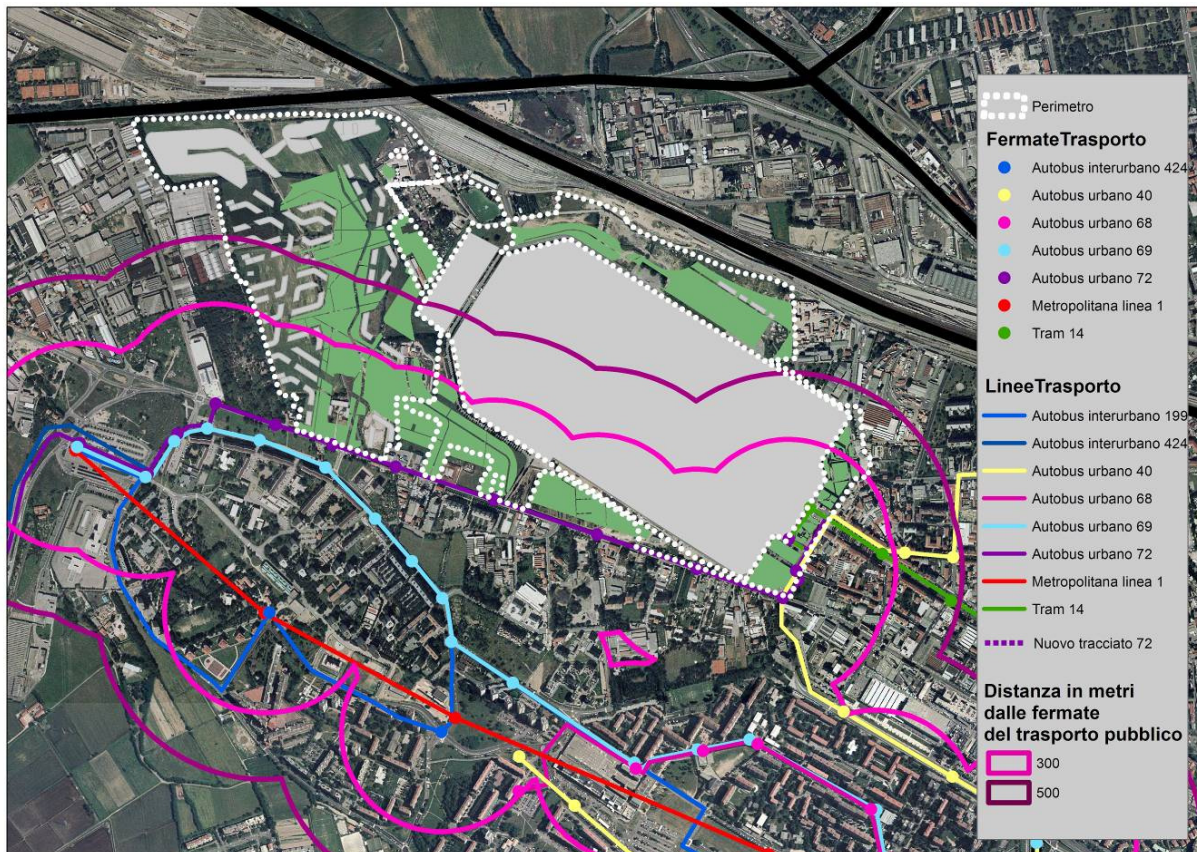 Perimetro
FermateTrasporto
Autobus interurbano 424
Autobus urbano 40
Autobus urbano 68
Autobus urbano 69
Autobus urbano 72
Metropolitana linea 1
Tram 14
LineeTrasporto
Autobus interurbano 199
Autobus interurbano 424
Autobus urbano 40
Autobus urbano 68
Autobus urbano 69
Autobus urbano 72
Metropolitana linea 1
Tram 14
Nuovo tracciato 72
Distanza in metri
dalle fermate
del trasporto pubblico
300
500